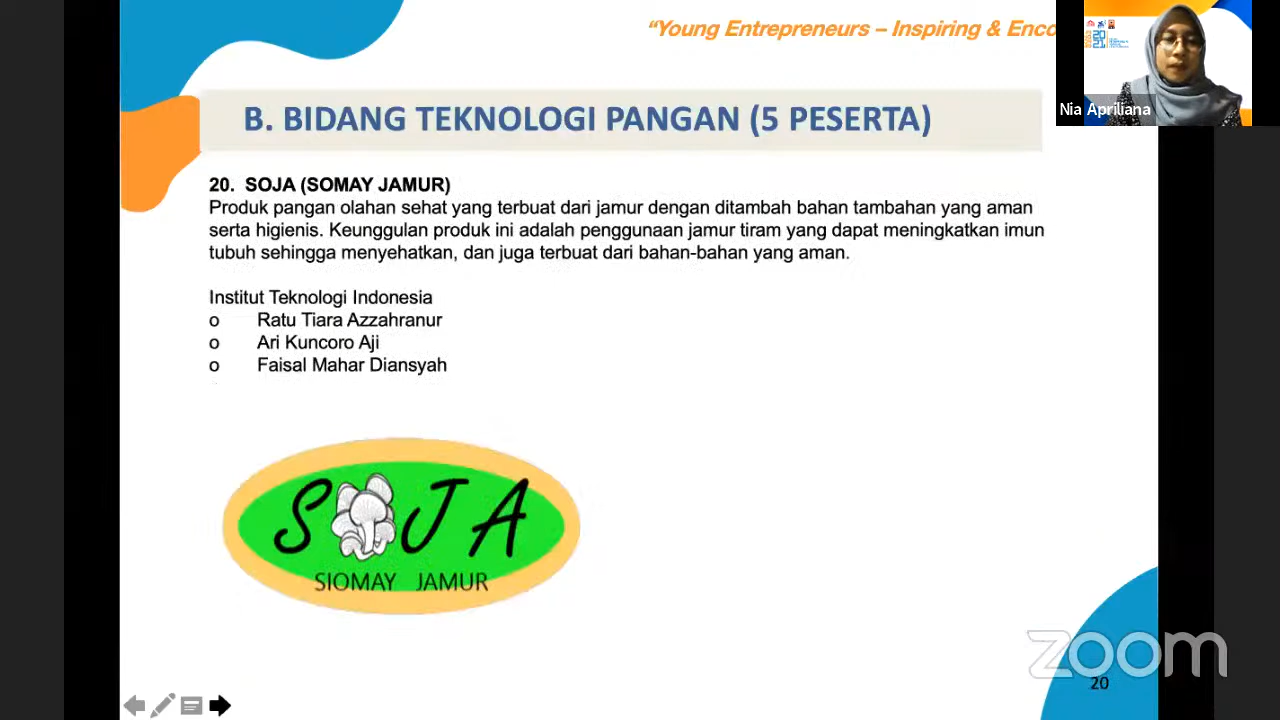 “Young Entrepreneurs – Inspiring & Enco
Nia Apriliana
B. BIDANG TEKNOLOGI PANGAN (5 PESERTA)
20. SOJA (SOMAY JAMUR)
Produk pangan olahan sehat yang terbuat dari jamur dengan ditambah bahan tambahan yang aman
serta higienis. Keunggulan produk ini adalah penggunaan jamur tiram yang dapat meningkatkan imun
tubuh sehingga menyehatkan, dan juga terbuat dari bahan-bahan yang aman.
Institut Teknologi Indonesia
o Ratu Tiara Azzahranur
o Ari Kuncoro Aji
o Faisal Mahar Diansyah
SOJA
SIOMAY JAMUR
zoom
20